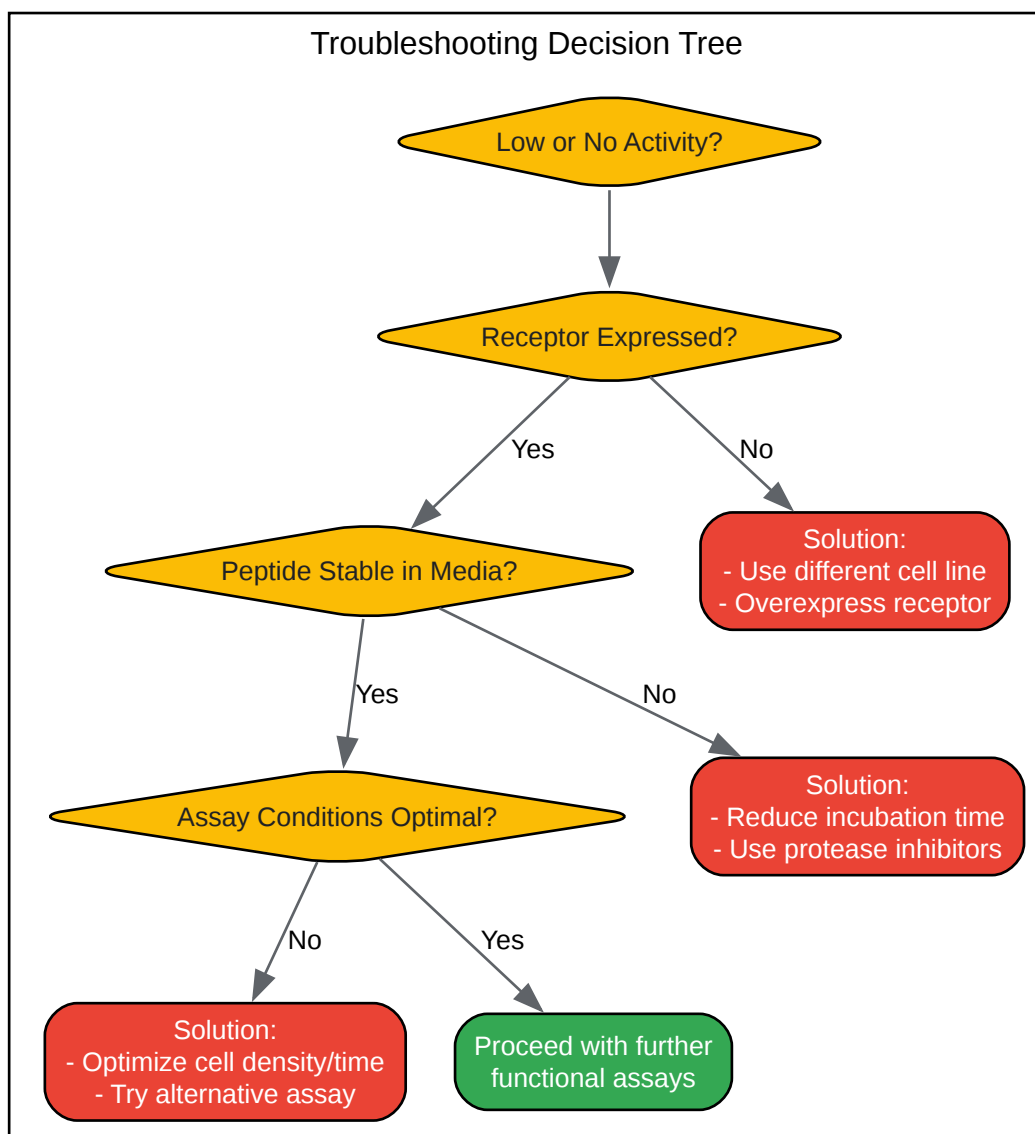 Troubleshooting Decision Tree
Low or No Activity?
Receptor Expressed?
Yes
No
Solution:
- Use different cell line
- Overexpress receptor
Peptide Stable in Media?
Yes
No
Solution:
- Reduce incubation time
- Use protease inhibitors
Assay Conditions Optimal?
No
Yes
Solution:
- Optimize cell density/time
- Try alternative assay
Proceed with further
functional assays